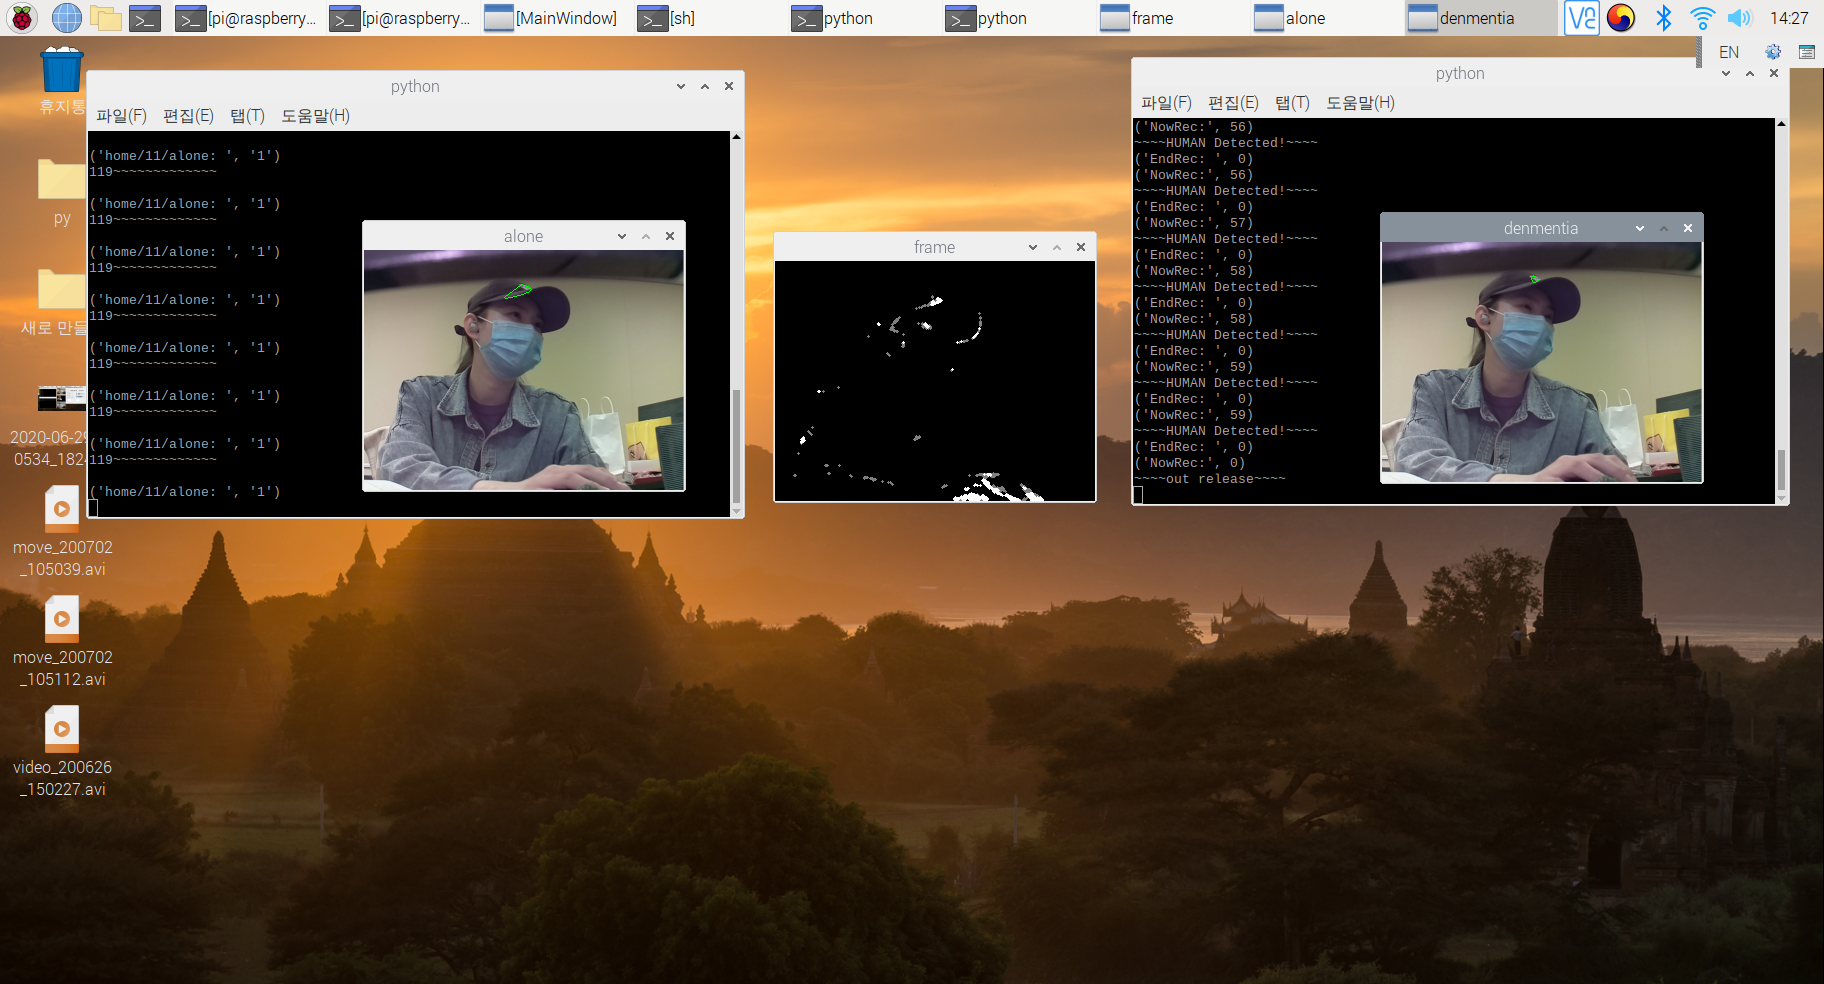 [pi@raspberry...
[pi@raspberry...
[MainWindow]
[sh]
python
python
frame
alone
denmentia
14:27
EN
휴지통
py
새로 만들
2020-06-29
0534_1824
move_200702
_105039.avi
move_200702
_105112.avi
video_200626
_150227.avi
python
파일(F) 편집(E) 탭(T) 도움말(H)
('home/11/alone: ', '1')
119~~~~~~~~~~~~~
('home/11/alone: ', '1')
119~~~~~~~~~~~~~
('home/11/alone: ', '1')
119~~~~~~~~~~~~~
('home/11/alone: ', '1')
119~~~~~~~~~~~~~
('home/11/alone: ', '1')
119~~~~~~~~~~~~~
('home/11/alone: ', '1')
119~~~~~~~~~~~~~
('home/11/alone: ', '1')
119~~~~~~~~~~~~~
('home/11/alone: ', '1')
alone
frame
python
파일(F) 편집(E) 탭(T) 도움말(H)
('NowRec:', 56)
~~~~HUMAN Detected!~~~~
('EndRec: ', 0)
('NowRec:', 56)
~~~~HUMAN Detected!~~~~
('EndRec: ', 0)
('NowRec:', 57)
~~~~HUMAN Detected!~~~~
('EndRec: ', 0)
('NowRec:', 58)
~~~~HUMAN Detected!~~~~
('EndRec: ', 0)
('NowRec:', 58)
~~~~HUMAN Detected!~~~~
('EndRec: ', 0)
('NowRec:', 59)
~~~~HUMAN Detected!~~~~
('EndRec: ', 0)
('NowRec:', 59)
~~~~HUMAN Detected!~~~~
('EndRec: ', 0)
('NowRec:', 0)
~~~~out release~~~~
denmentia